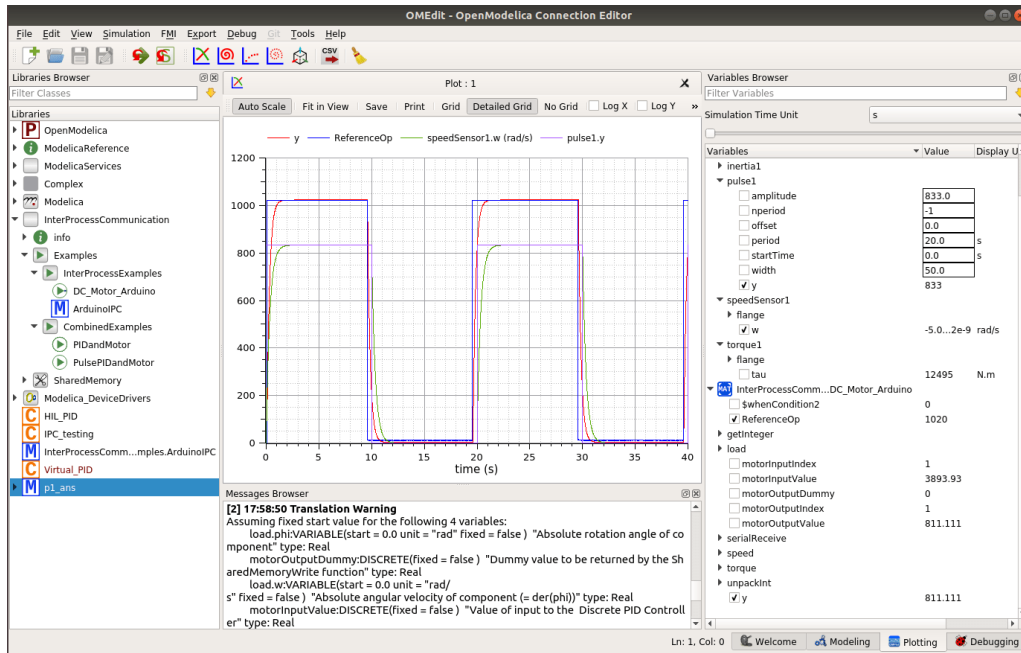 OMEdit - OpenModelica Connection Editor
File Edit View Simulation FMI Export Debug Git Tools Help
CSV
Libraries Browser
Filter Classes
Libraries
P OpenModelica
i ModelicaReference
ModelicaServices
Complex
Modelica
InterProcessCommunication
i info
Examples
InterProcessExamples
DC_Motor_Arduino
M ArduinoIPC
CombinedExamples
PIDandMotor
PulsePIDandMotor
SharedMemory
Modelica_DeviceDrivers
C HIL_PID
C IPC_testing
M InterProcessComm...mples.ArduinoIPC
C Virtual_PID
M p1_ans
Plot : 1
Auto Scale Fit in View Save Print Grid Detailed Grid No Grid Log X Log Y »
y ReferenceOp speedSensor1.w (rad/s) pulse1.y
1200
1000
800
600
400
200
0
0 5 10 15 20 25 30 35 40
time (s)
Messages Browser
[2] 17:58:50 Translation Warning
Assuming fixed start value for the following 4 variables:
load.phi:VARIABLE(start = 0.0 unit = "rad" fixed = false ) "Absolute rotation angle of co
mponent" type: Real
motorOutputDummy:DISCRETE(fixed = false ) "Dummy value to be returned by the Sh
aredMemoryWrite function" type: Real
load.w:VARIABLE(start = 0.0 unit = "rad/
s" fixed = false ) "Absolute angular velocity of component (= der(phi))" type: Real
motorInputValue:DISCRETE(fixed = false ) "Value of input to the Discrete PID Controll
er" type: Real
Variables Browser
Filter Variables
Simulation Time Unit s
Variables Value Display U
inertia1
pulse1
amplitude 833.0
nperiod -1
offset 0.0
period 20.0 s
startTime 0.0 s
width 50.0
y 833
speedSensor1
flange
w -5.0...2e-9 rad/s
torque1
flange
tau 12495 N.m
MAT InterProcessComm...DC_Motor_Arduino
$whenCondition2 0
ReferenceOp 1020
getInteger
load
motorInputIndex 1
motorInputValue 3893.93
motorOutputDummy 0
motorOutputIndex 1
motorOutputValue 811.111
serialReceive
speed
torque
unpackInt
y 811.111
Ln: 1, Col: 0 Welcome Modeling Plotting Debugging